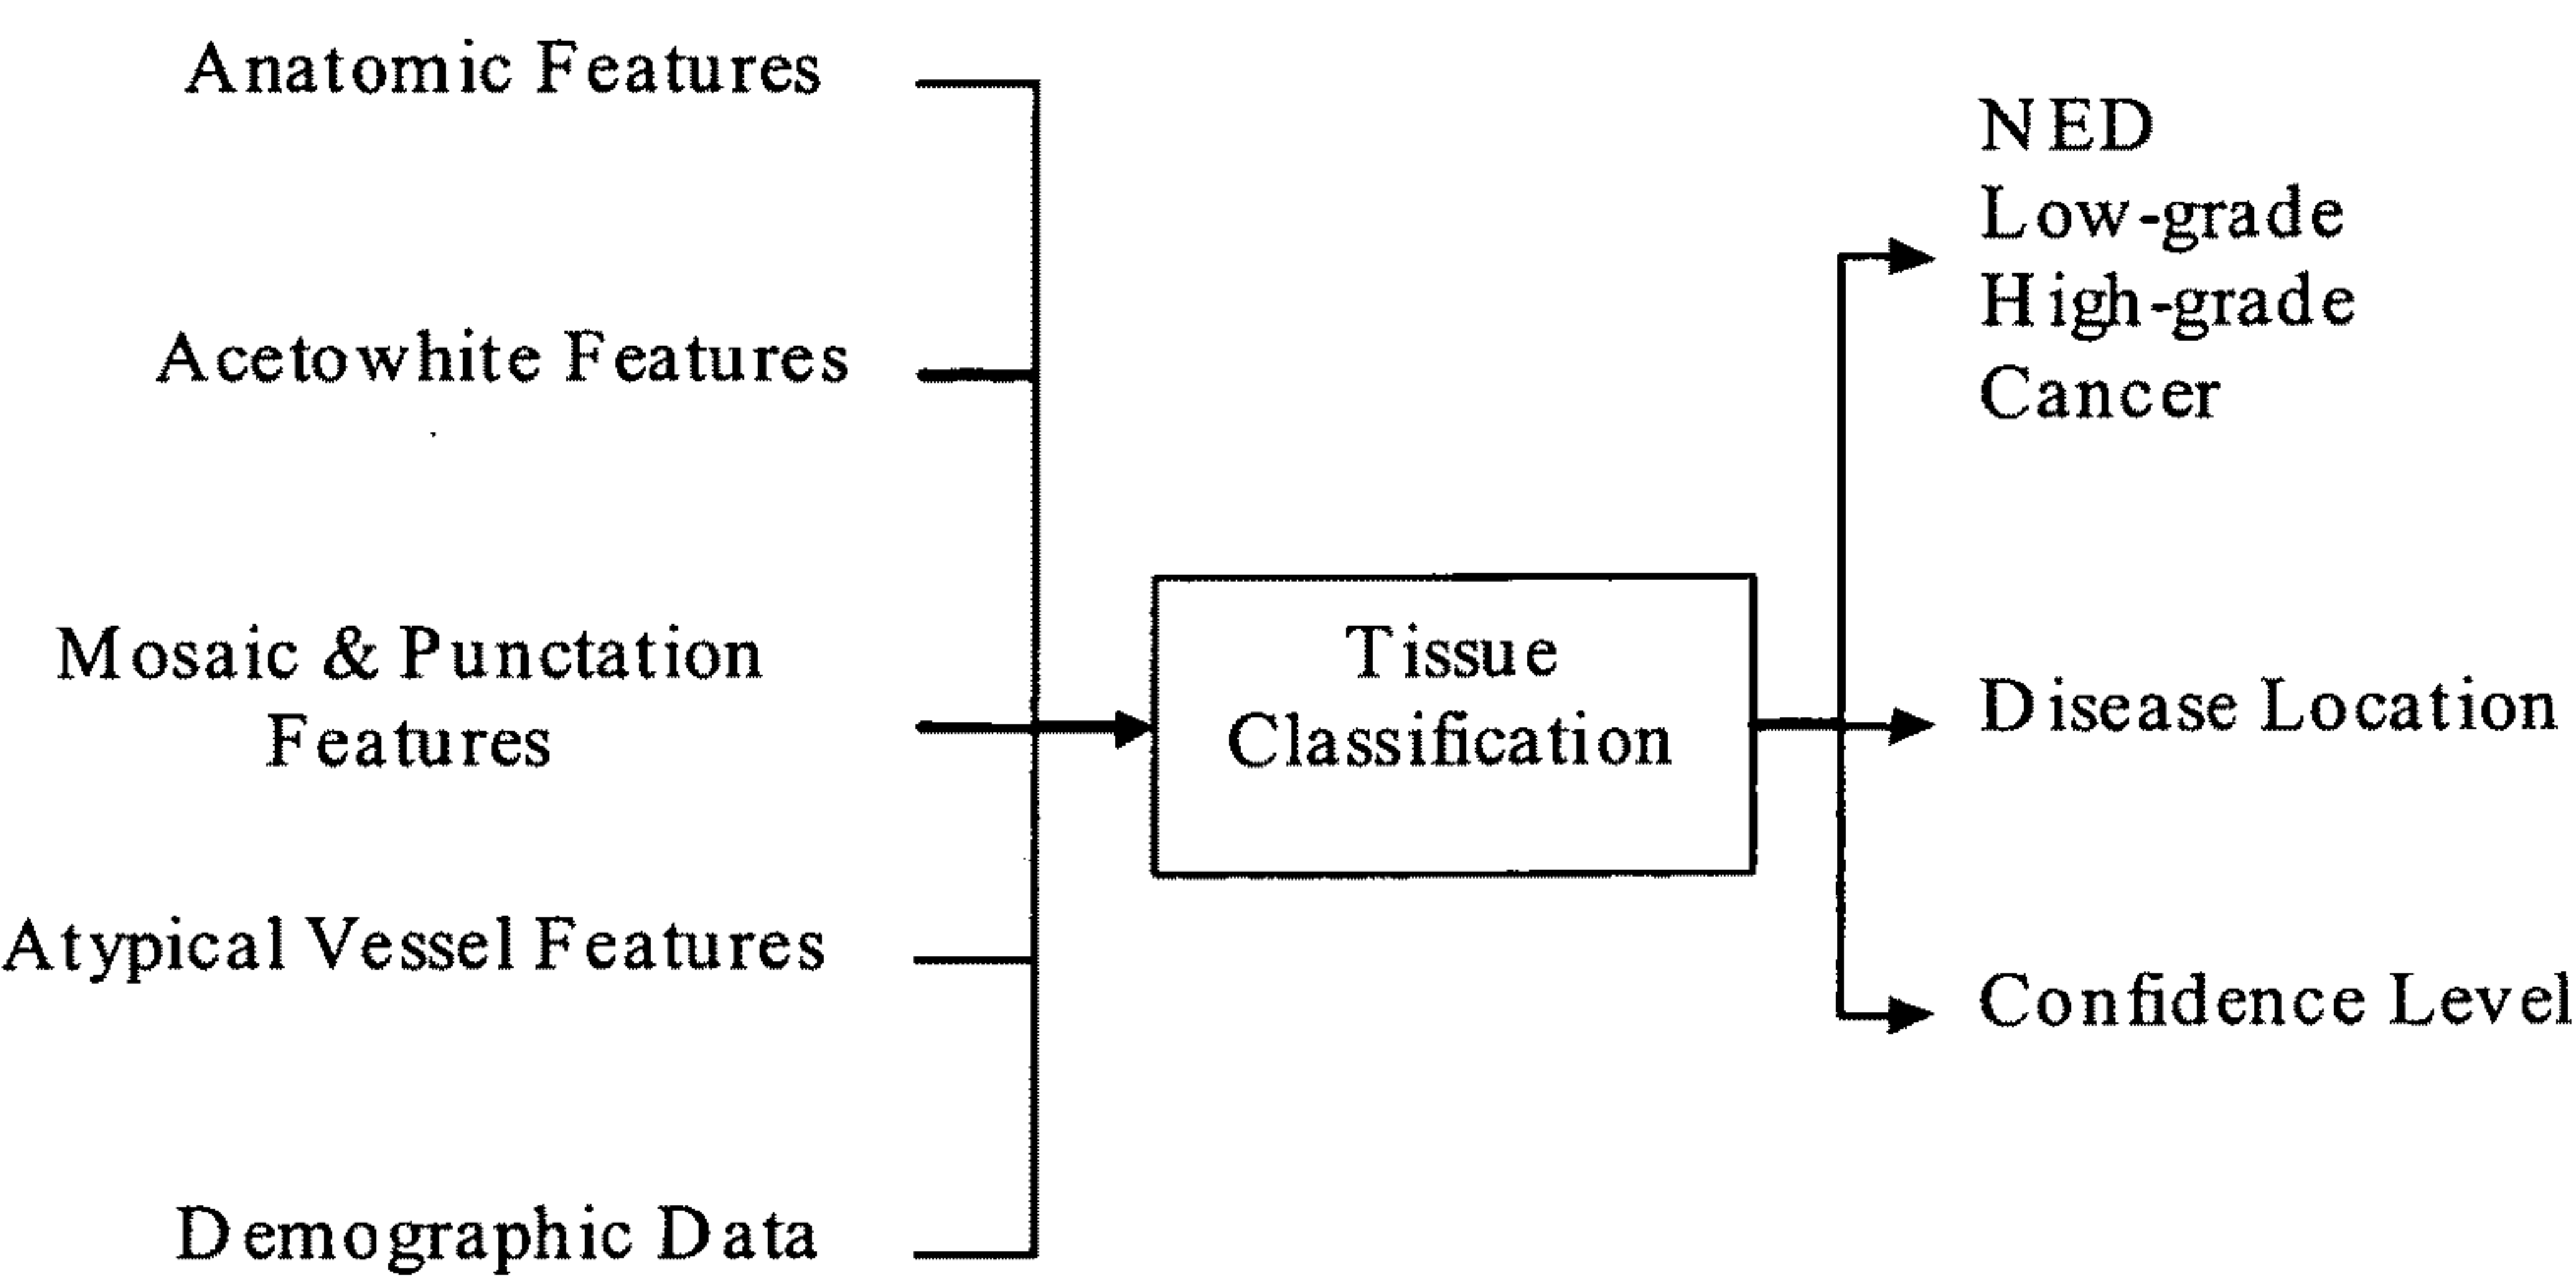 Anatomic Features
Acetowhite Features
Mosaic & Punctation
Features
Atypical Vessel Features
Demographic Data
Tissue
Classification
NED
Low-grade
High-grade
Cancer
Disease Location
Confidence Level